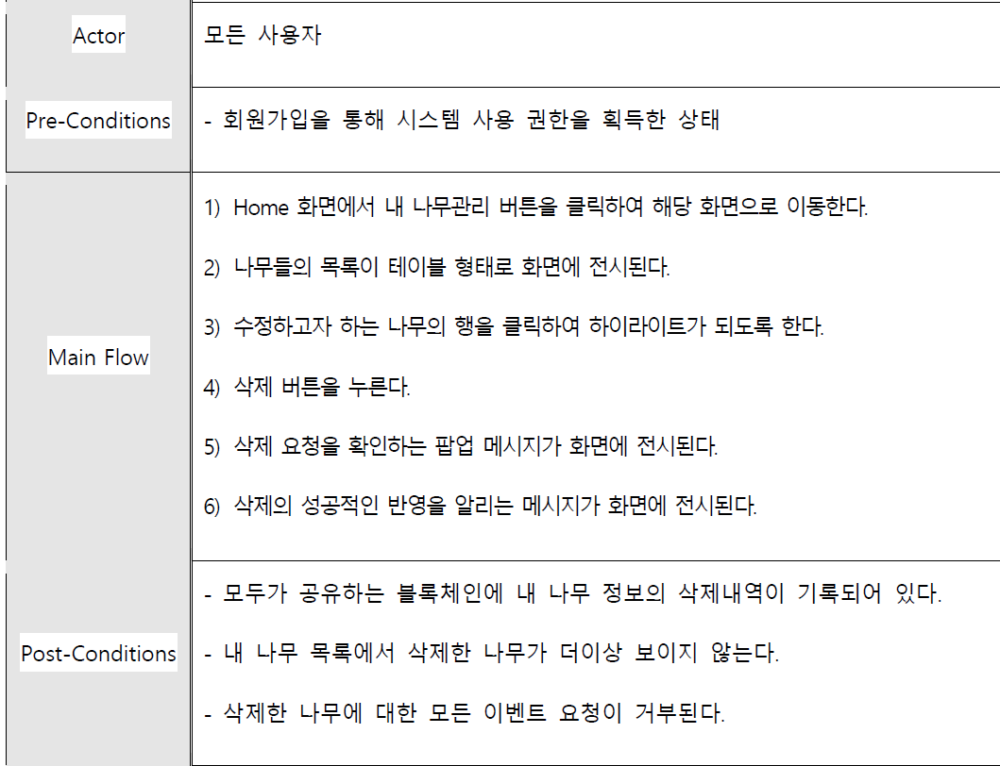 Actor
모든 사용자
Pre-Conditions
- 회원가입을 통해 시스템 사용 권한을 획득한 상태
Main Flow
1) Home 화면에서 내 나무관리 버튼을 클릭하여 해당 화면으로 이동한다.
2) 나무들의 목록이 테이블 형태로 화면에 전시된다.
3) 수정하고자 하는 나무의 행을 클릭하여 하이라이트가 되도록 한다.
4) 삭제 버튼을 누른다.
5) 삭제 요청을 확인하는 팝업 메시지가 화면에 전시된다.
6) 삭제의 성공적인 반영을 알리는 메시지가 화면에 전시된다.
Post-Conditions
- 모두가 공유하는 블록체인에 내 나무 정보의 삭제내역이 기록되어 있다.
- 내 나무 목록에서 삭제한 나무가 더이상 보이지 않는다.
- 삭제한 나무에 대한 모든 이벤트 요청이 거부된다.